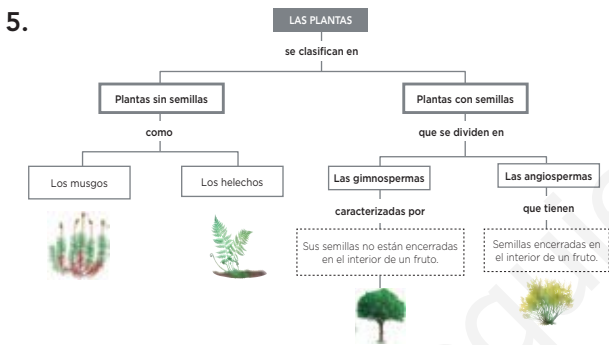 5.
LAS PLANTAS
se clasifican en
Plantas sin semillas
Plantas con semillas
como
que se dividen en
Los musgos
Los helechos
Las gimnospermas
Las angiospermas
caracterizadas por
que tienen
Sus semillas no están encerradas
en el interior de un fruto.
Semillas encerradas en
el interior de un fruto.